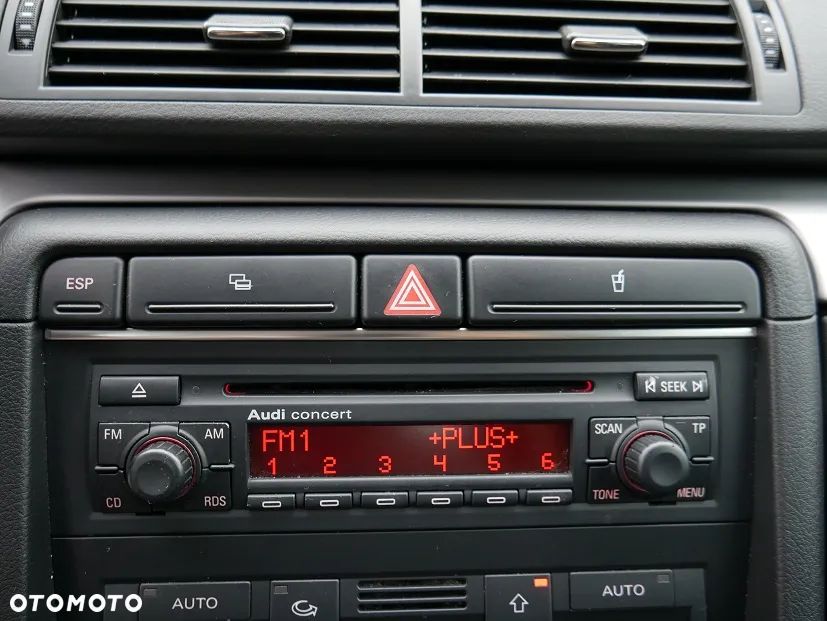 ESP
Audi concert
SEEK
FM AM
CD RDS
FM1 +PLUS+
1 2 3 4 5 6
SCAN TP
TONE MENU
AUTO AUTO
OTOMOTO